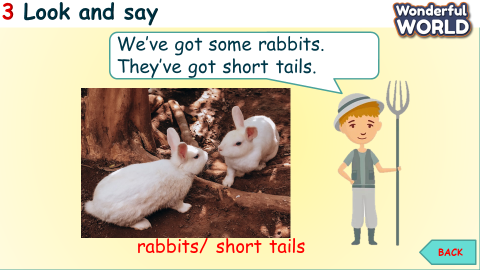 3 Look and say
Wonderful
WORLD
We've got some rabbits.
They've got short tails.
rabbits/ short tails
BACK